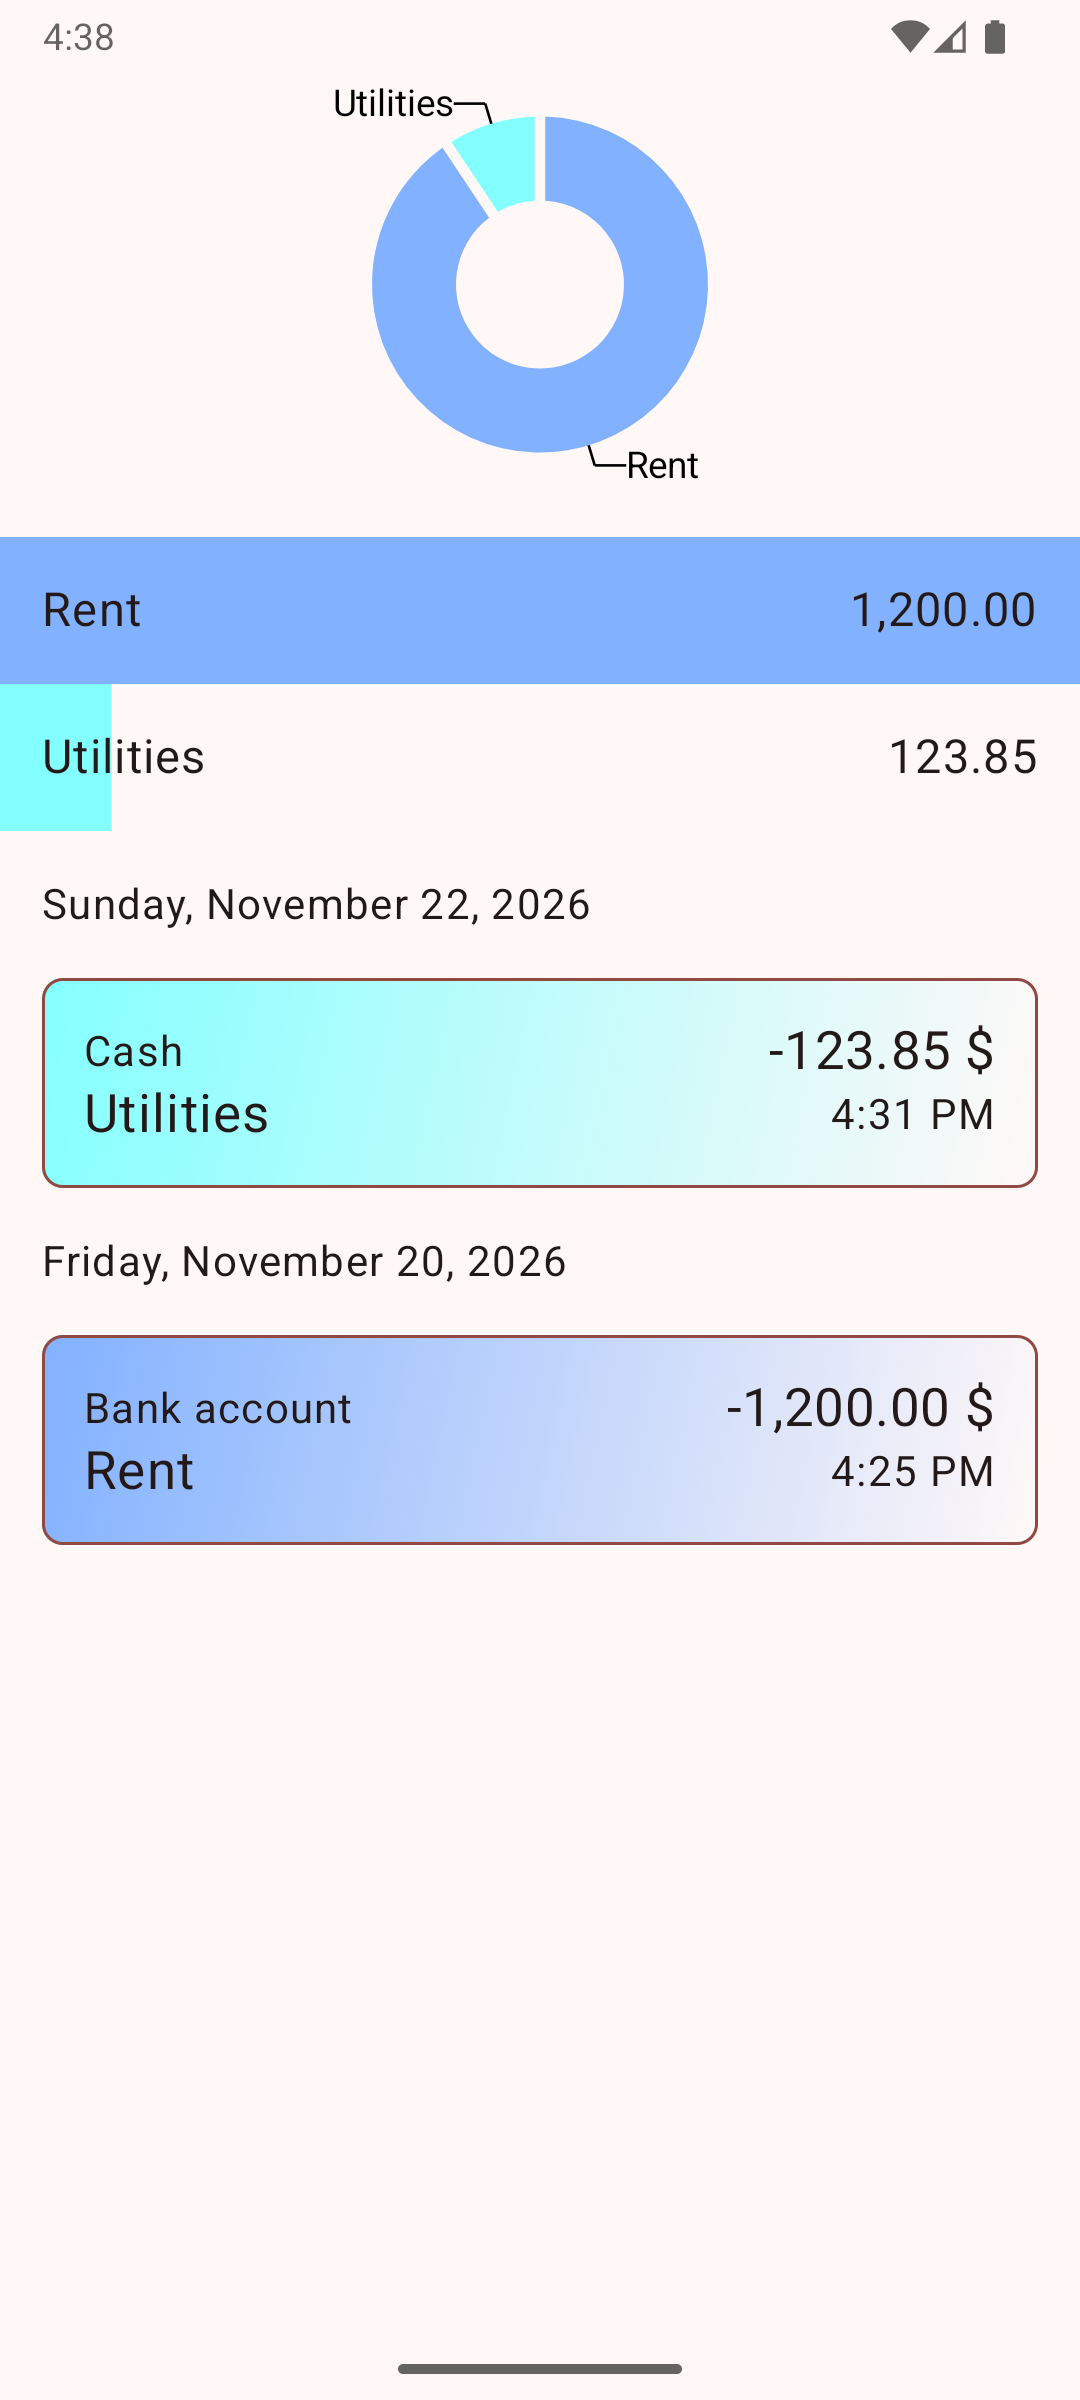 4:38
Utilities
Rent
Rent 1,200.00
Utilities 123.85
Sunday, November 22, 2026
Cash -123.85 $
Utilities 4:31 PM
Friday, November 20, 2026
Bank account -1,200.00 $
Rent 4:25 PM